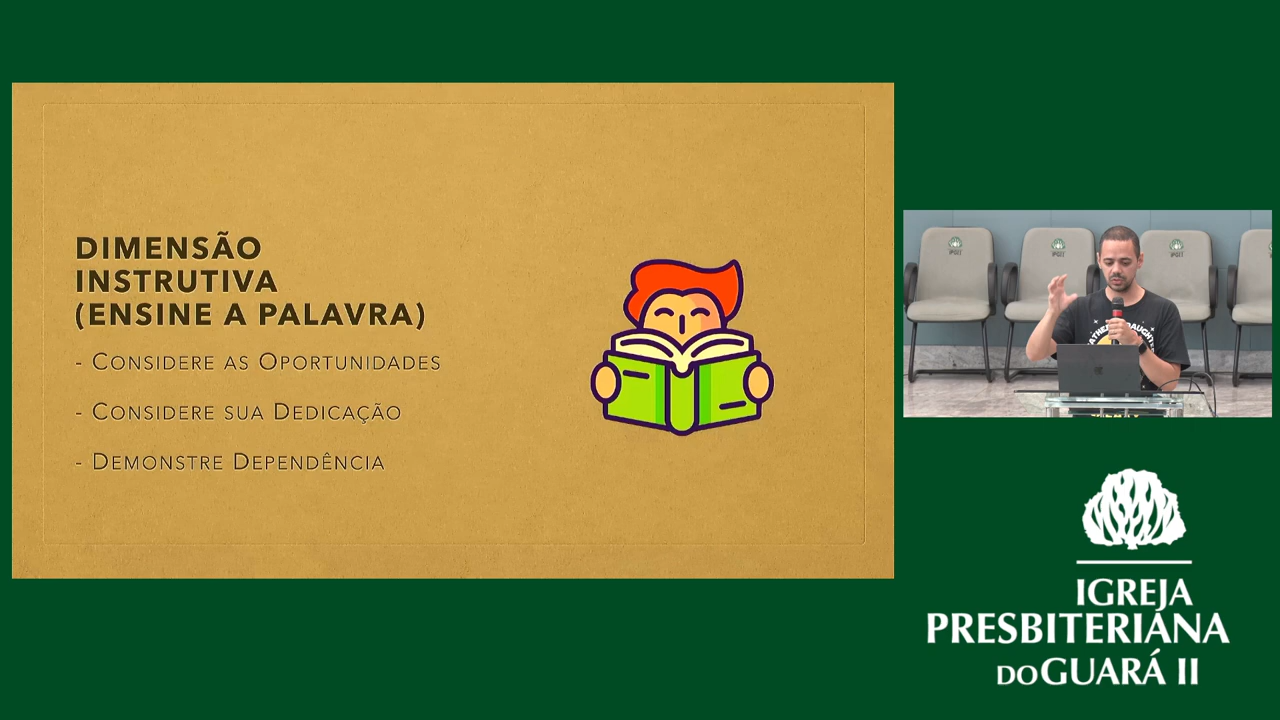 DIMENSÃO
INSTRUTIVA
(ENSINE A PALAVRA)
- CONSIDERE AS OPORTUNIDADES
- CONSIDERE SUA DEDICAÇÃO
- DEMONSTRE DEPENDÊNCIA
IGREJA
PRESBITERIANA
DO GUARÁ II